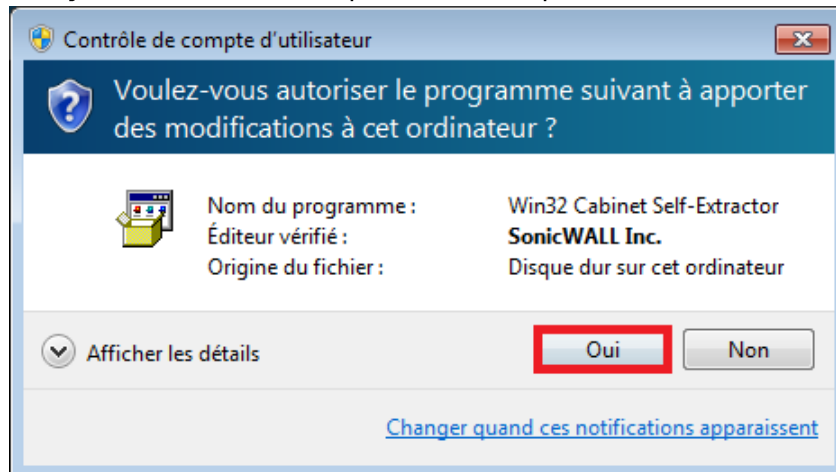 Contrôle de compte d'utilisateur
Voulez-vous autoriser le programme suivant à apporter
des modifications à cet ordinateur ?
Nom du programme : Win32 Cabinet Self-Extractor
Éditeur vérifié : SonicWALL Inc.
Origine du fichier : Disque dur sur cet ordinateur
Afficher les détails Oui Non
Changer quand ces notifications apparaissent